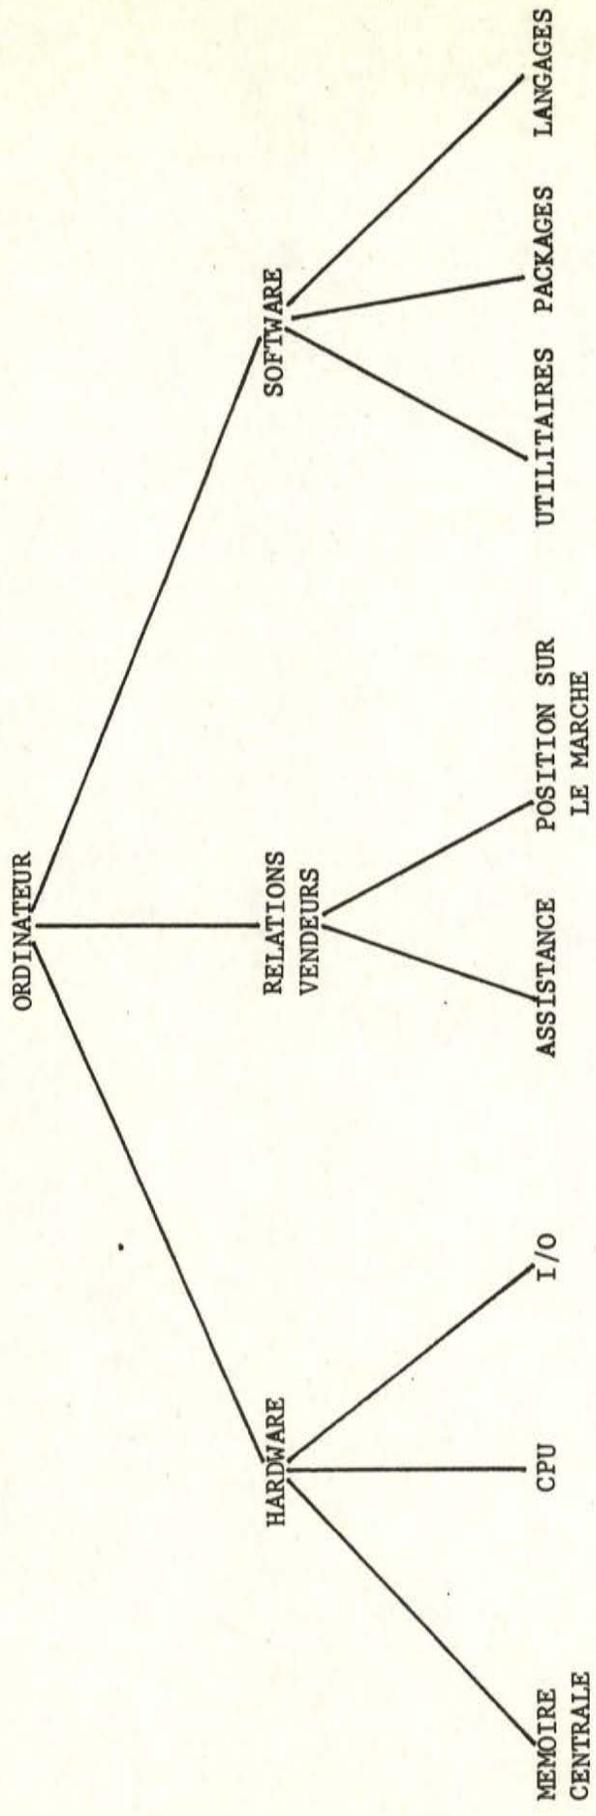 ORDINATEUR
HARDWARE
RELATIONS
VENDEURS
SOFTWARE
MEMOIRE
CENTRALE
CPU
I/O
ASSISTANCE
POSITION SUR
LE MARCHE
UTILITAIRES
PACKAGES
LANGAGES